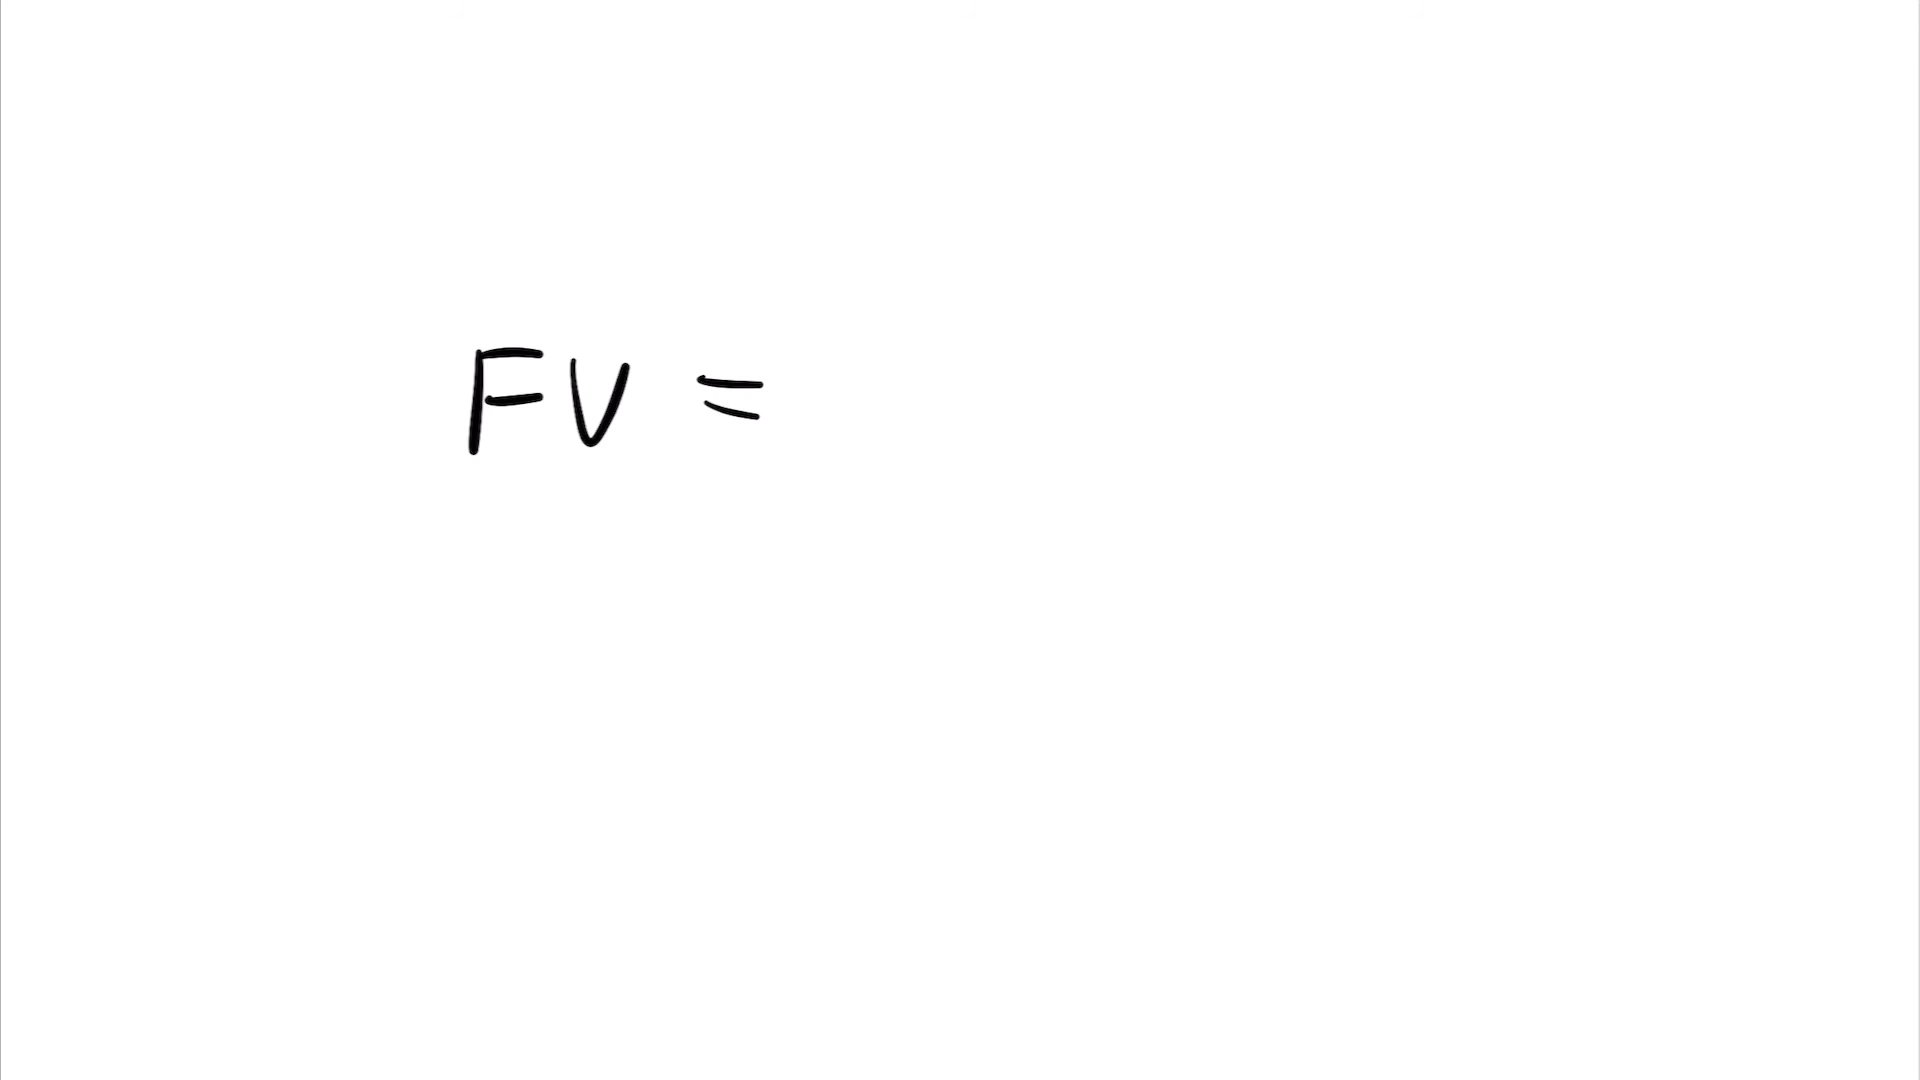 FV =